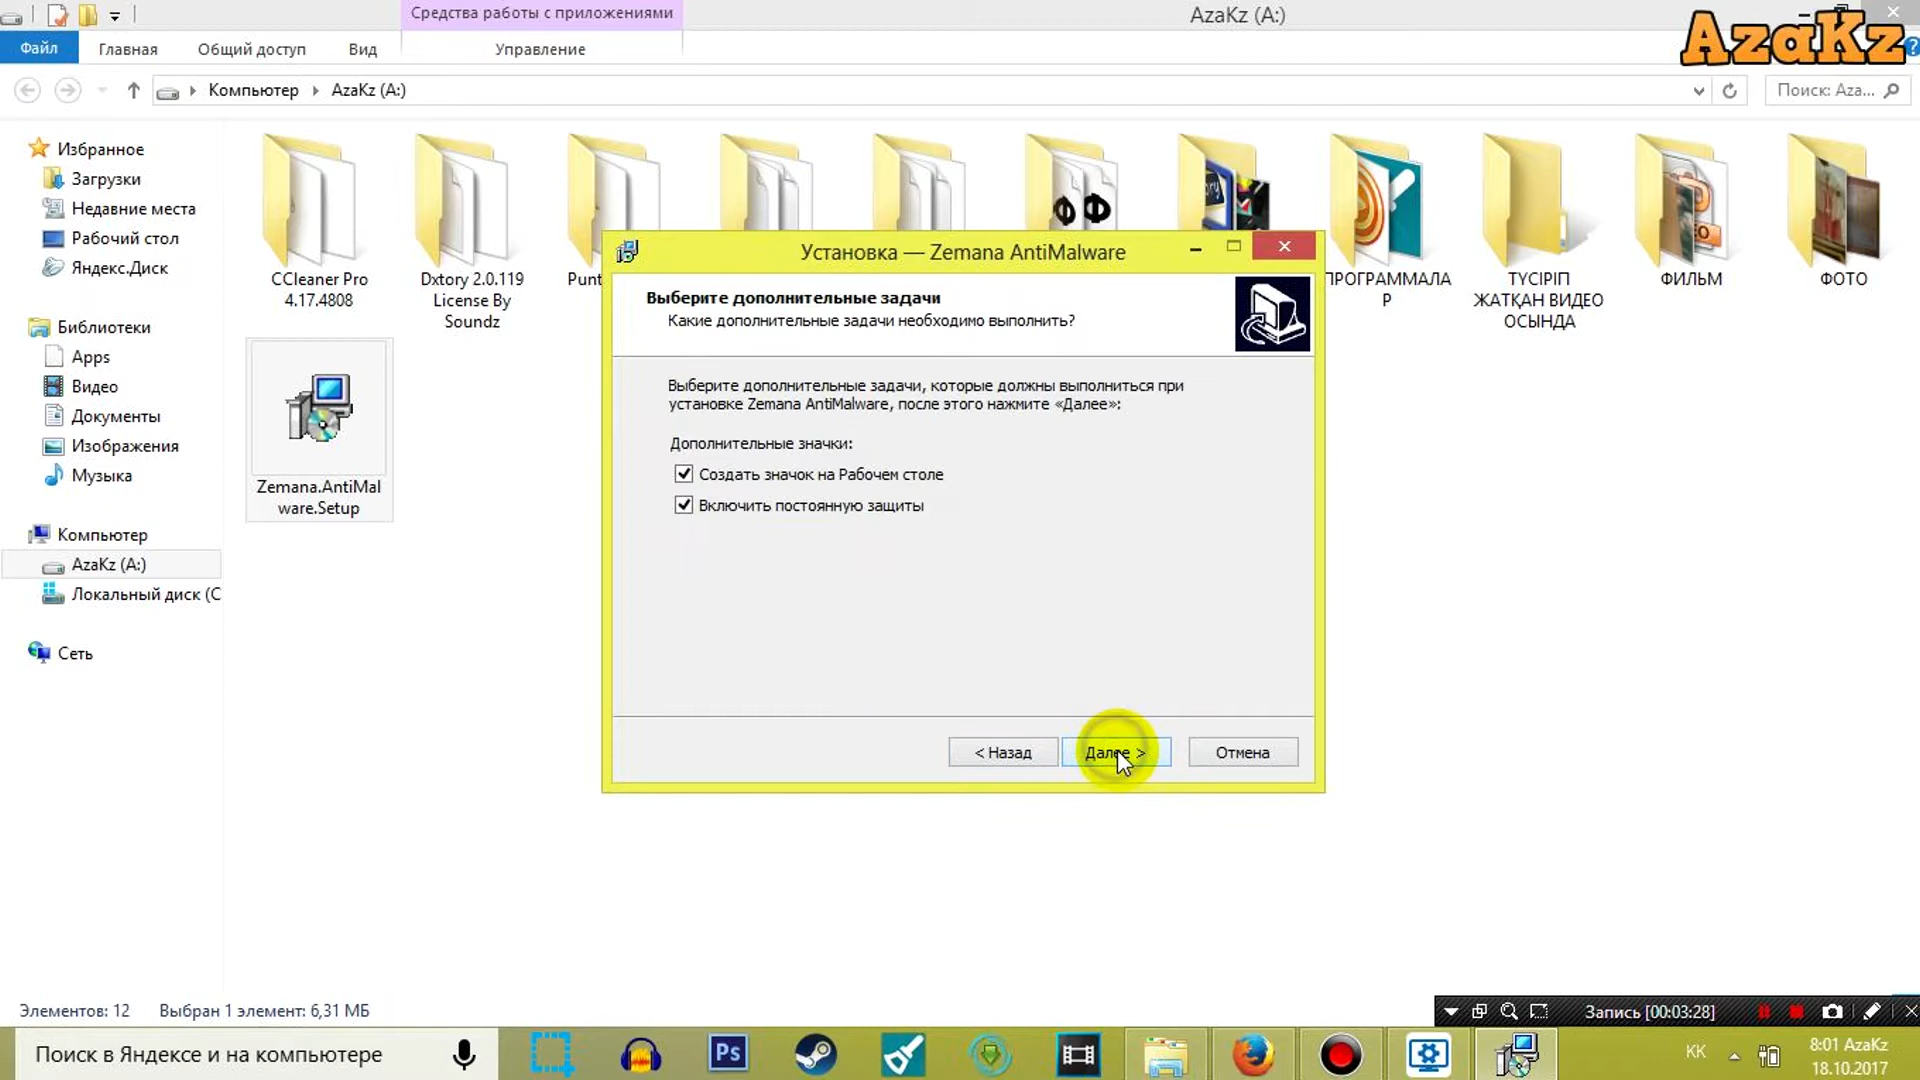 Средства работы с приложениями
AzaKz (A:)
AzaKz
Файл
Главная
Общий доступ
Вид
Управление
Компьютер
AzaKz (A:)
Поиск: Aza...
Избранное
Загрузки
Недавние места
Рабочий стол
Яндекс.Диск
Библиотеки
Apps
Видео
Документы
Изображения
Музыка
Компьютер
AzaKz (A:)
Локальный диск (C
Сеть
CCleaner Pro
4.17.4808
Dxtory 2.0.119
License By
Soundz
Punt
ПРОГРАММАЛА
Р
ТҮСІРІП
ЖАТҚАН ВИДЕО
ОСЫНДА
ФИЛЬМ
ФОТО
Zemana.AntiMal
ware.Setup
Установка — Zemana AntiMalware
Выберите дополнительные задачи
Какие дополнительные задачи необходимо выполнить?
Выберите дополнительные задачи, которые должны выполниться при
установке Zemana AntiMalware, после этого нажмите «Далее»:
Дополнительные значки:
Создать значок на Рабочем столе
Включить постоянную защиты
< Назад
Далее >
Отмена
Элементов: 12
Выбран 1 элемент: 6,31 МБ
Запись [00:03:28]
Поиск в Яндексе и на компьютере
Ps
KK
8:01 AzaKz
18.10.2017